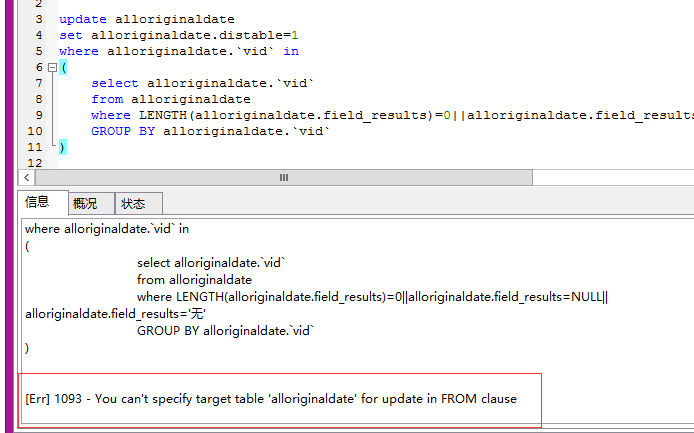 2
3 update alloriginaldate
4 set alloriginaldate.distable=1
5 where alloriginaldate.`vid` in
6 (
7 select alloriginaldate.`vid`
8 from alloriginaldate
9 where LENGTH(alloriginaldate.field_results)=0||alloriginaldate.field_results
10 GROUP BY alloriginaldate.`vid`
11 )
12
信息 概况 状态
where alloriginaldate.`vid` in
(
select alloriginaldate.`vid`
from alloriginaldate
where LENGTH(alloriginaldate.field_results)=0||alloriginaldate.field_results=NULL||
alloriginaldate.field_results='无'
GROUP BY alloriginaldate.`vid`
)
[Err] 1093 - You can't specify target table 'alloriginaldate' for update in FROM clause